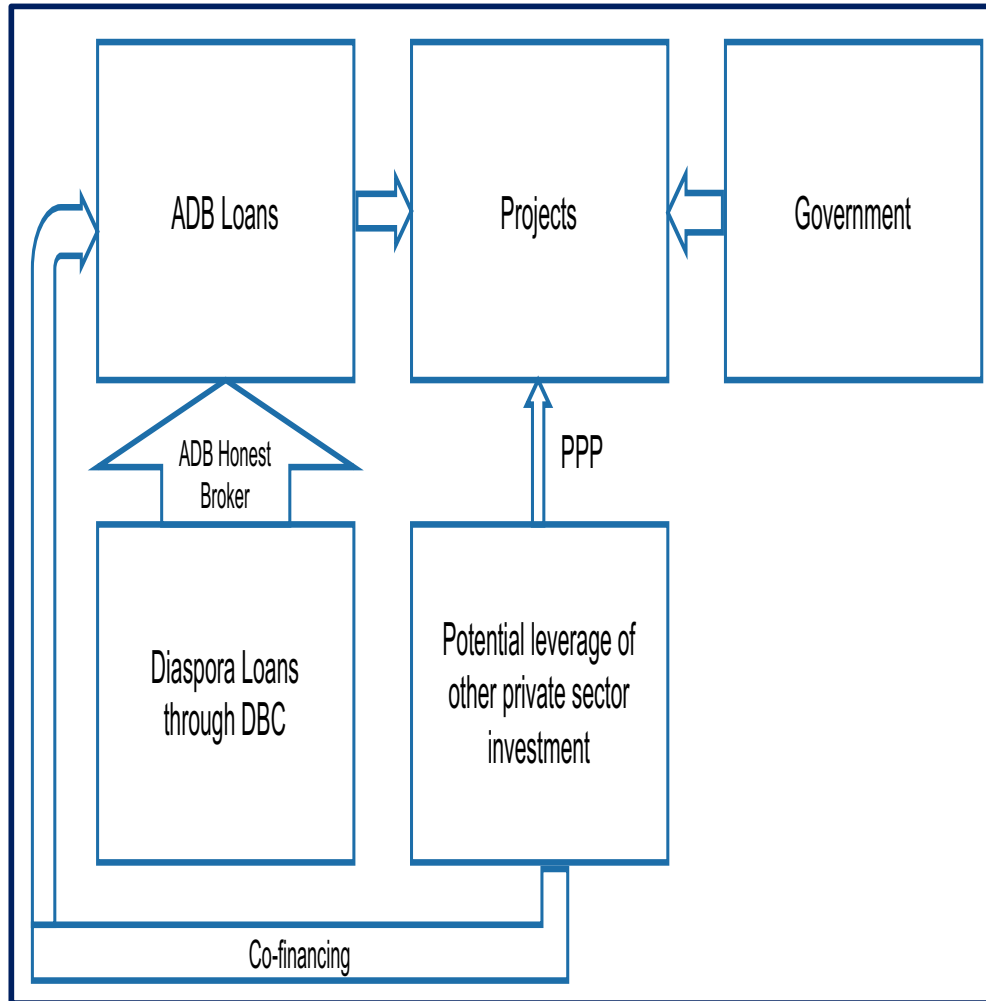 ADB Loans
Projects
Government
ADB Honest
Broker
PPP
Diaspora Loans
through DBC
Potential leverage of
other private sector
investment
Co-financing